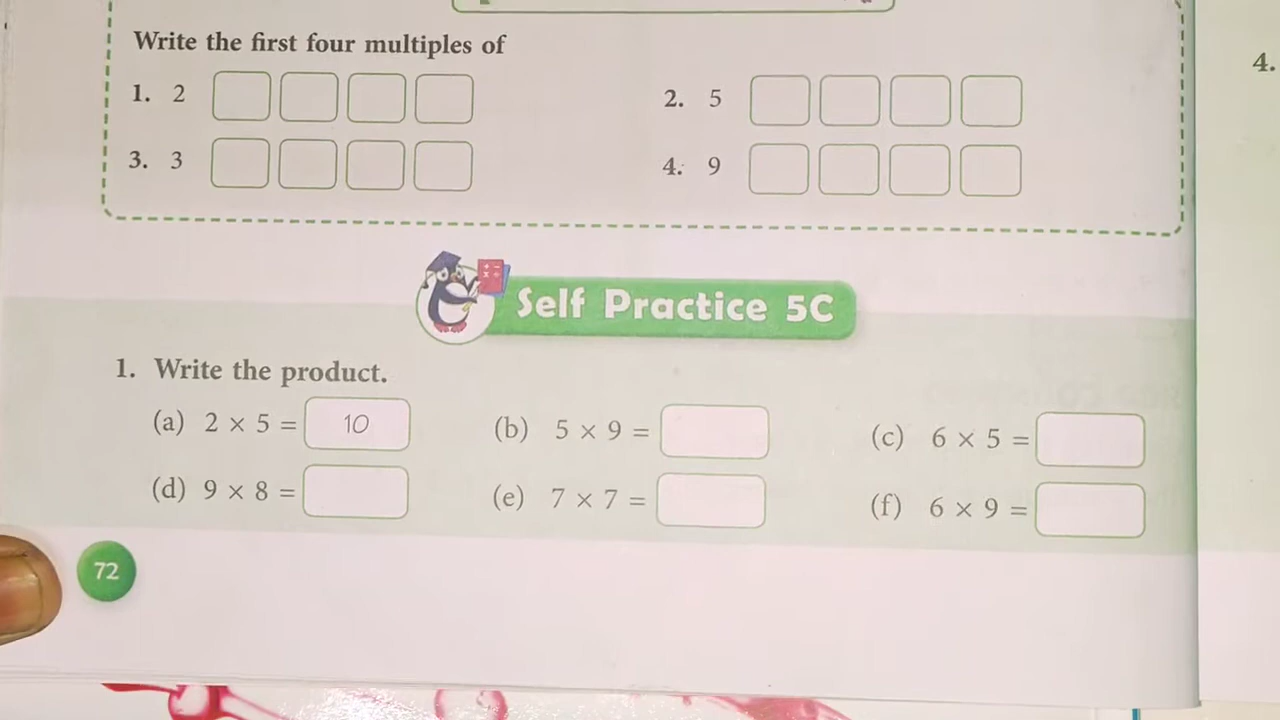 Write the first four multiples of
1. 2
2. 5
3. 3
4. 9
Self Practice 5C
1. Write the product.
(a) 2 × 5 = 10
(b) 5 × 9 =
(c) 6 × 5 =
(d) 9 × 8 =
(e) 7 × 7 =
(f) 6 × 9 =
72
4.